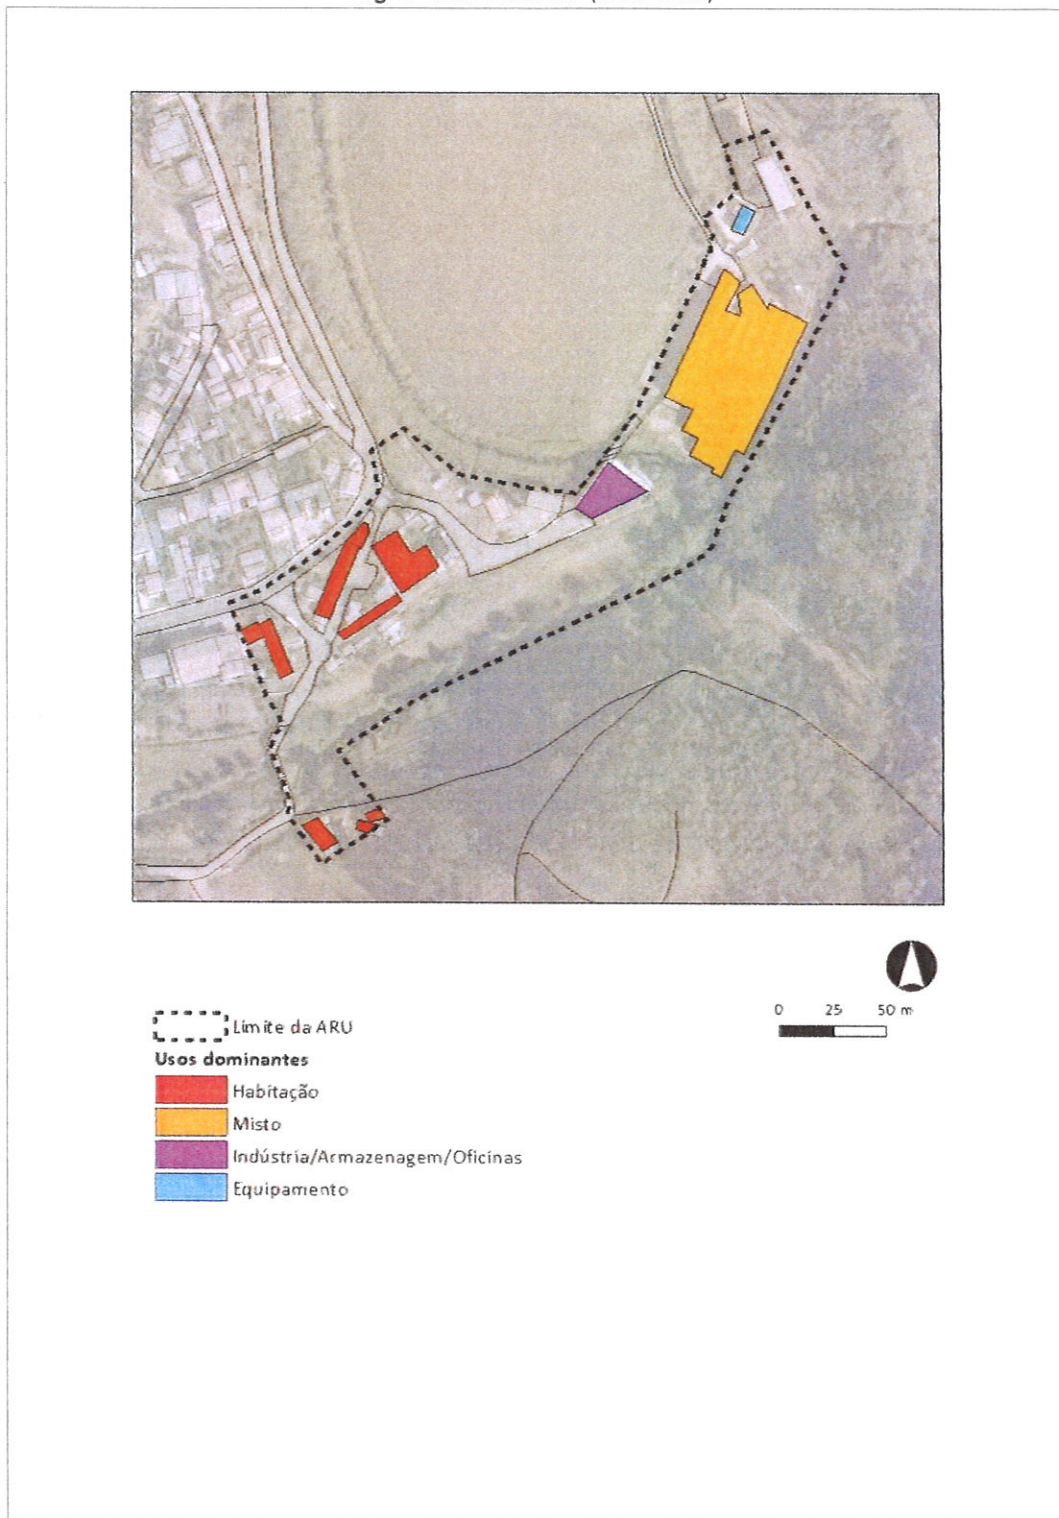 0 25 50 m
Limite da ARU
Usos dominantes
Habitação
Misto
Indústria/Armazenagem/Oficinas
Equipamento